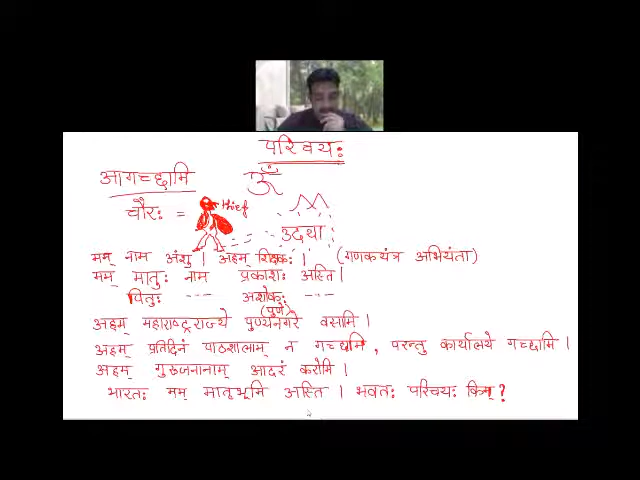 परिचयः
आगच्छामि ॐ
चौरः = thief
उदथा
मम् नाम अंशु । अहम् शिक्षकः । (गणकयंत्र अभियंता)
मम् मातुः नाम प्रकाशः अस्ति ।
पितुः --- अशोकः ---
(पुणे)
अहम् महाराष्ट्रराज्ये पुण्यनगरे वसामि ।
अहम् प्रतिदिनं पाठशालाम् न गच्छामि , परन्तु कार्यालये गच्छामि ।
अहम् गुरुजनानाम् आदरं करोमि ।
भारतः मम् मातृभूमि अस्ति । भवतः परिचयः किम् ?